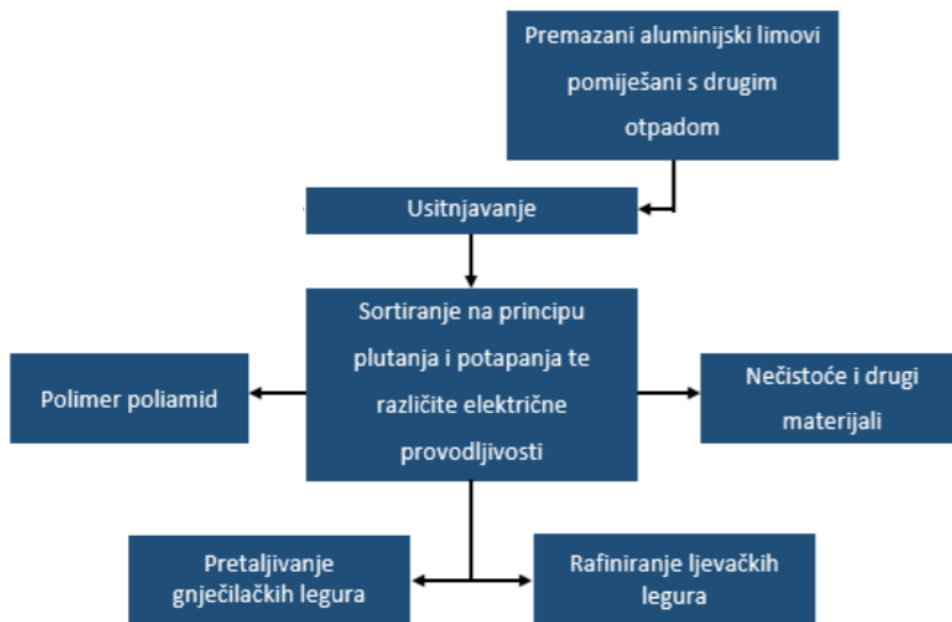 Premazani aluminijski limovi
pomiješani s drugim
otpadom
Usitnjavanje
Sortiranje na principu
plutanja i potapanja te
različite električne
provodljivosti
Polimer poliamid
Nečistoće i drugi
materijali
Pretaljivanje
gnječilačkih legura
Rafiniranje ljevačkih
legura